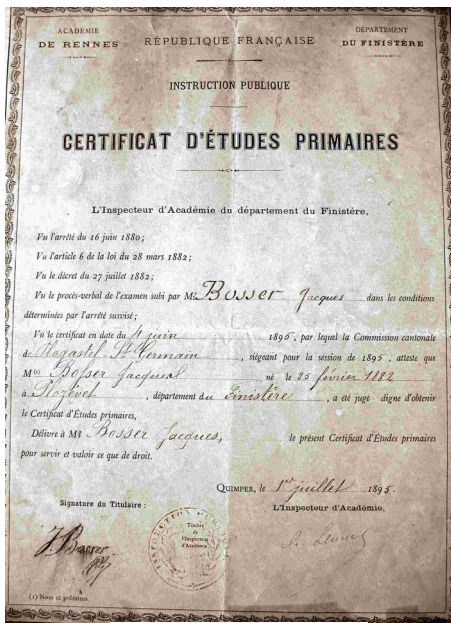 ACADÉMIE
DE RENNES
RÉPUBLIQUE FRANÇAISE
DÉPARTEMENT
DU FINISTÈRE
INSTRUCTION PUBLIQUE
CERTIFICAT D'ÉTUDES PRIMAIRES
L'Inspecteur d'Académie du département du Finistère,
Vu l'arrêté du 16 juin 1880;
Vu l'article 6 de la loi du 28 mars 1882;
Vu le décret du 27 juillet 1882;
Vu le procès-verbal de l'examen subi par M Bosser Jacques dans les conditions
déterminées par l'arrêté susvisé;
Vu le certificat en date du 4 juin 1895, par lequel la Commission cantonale
de Plogastel St Germain, siégeant pour la session de 1895, atteste que
M (1) Bosser Jacques né le 25 février 1882
à Plozévet, département du Finistère, a été jugé digne d'obtenir
le Certificat d'Études primaires,
Délivre à M Bosser Jacques, le présent Certificat d'Études primaires
pour servir et valoir ce que de droit.
QUIMPER, le 1er juillet 1895.
Signature du Titulaire :
L'Inspecteur d'Académie,
INSTRUCTION
Timbre
de
l'Inspecteur
d'Académie
J. Bosser
(1) Nom et prénoms.